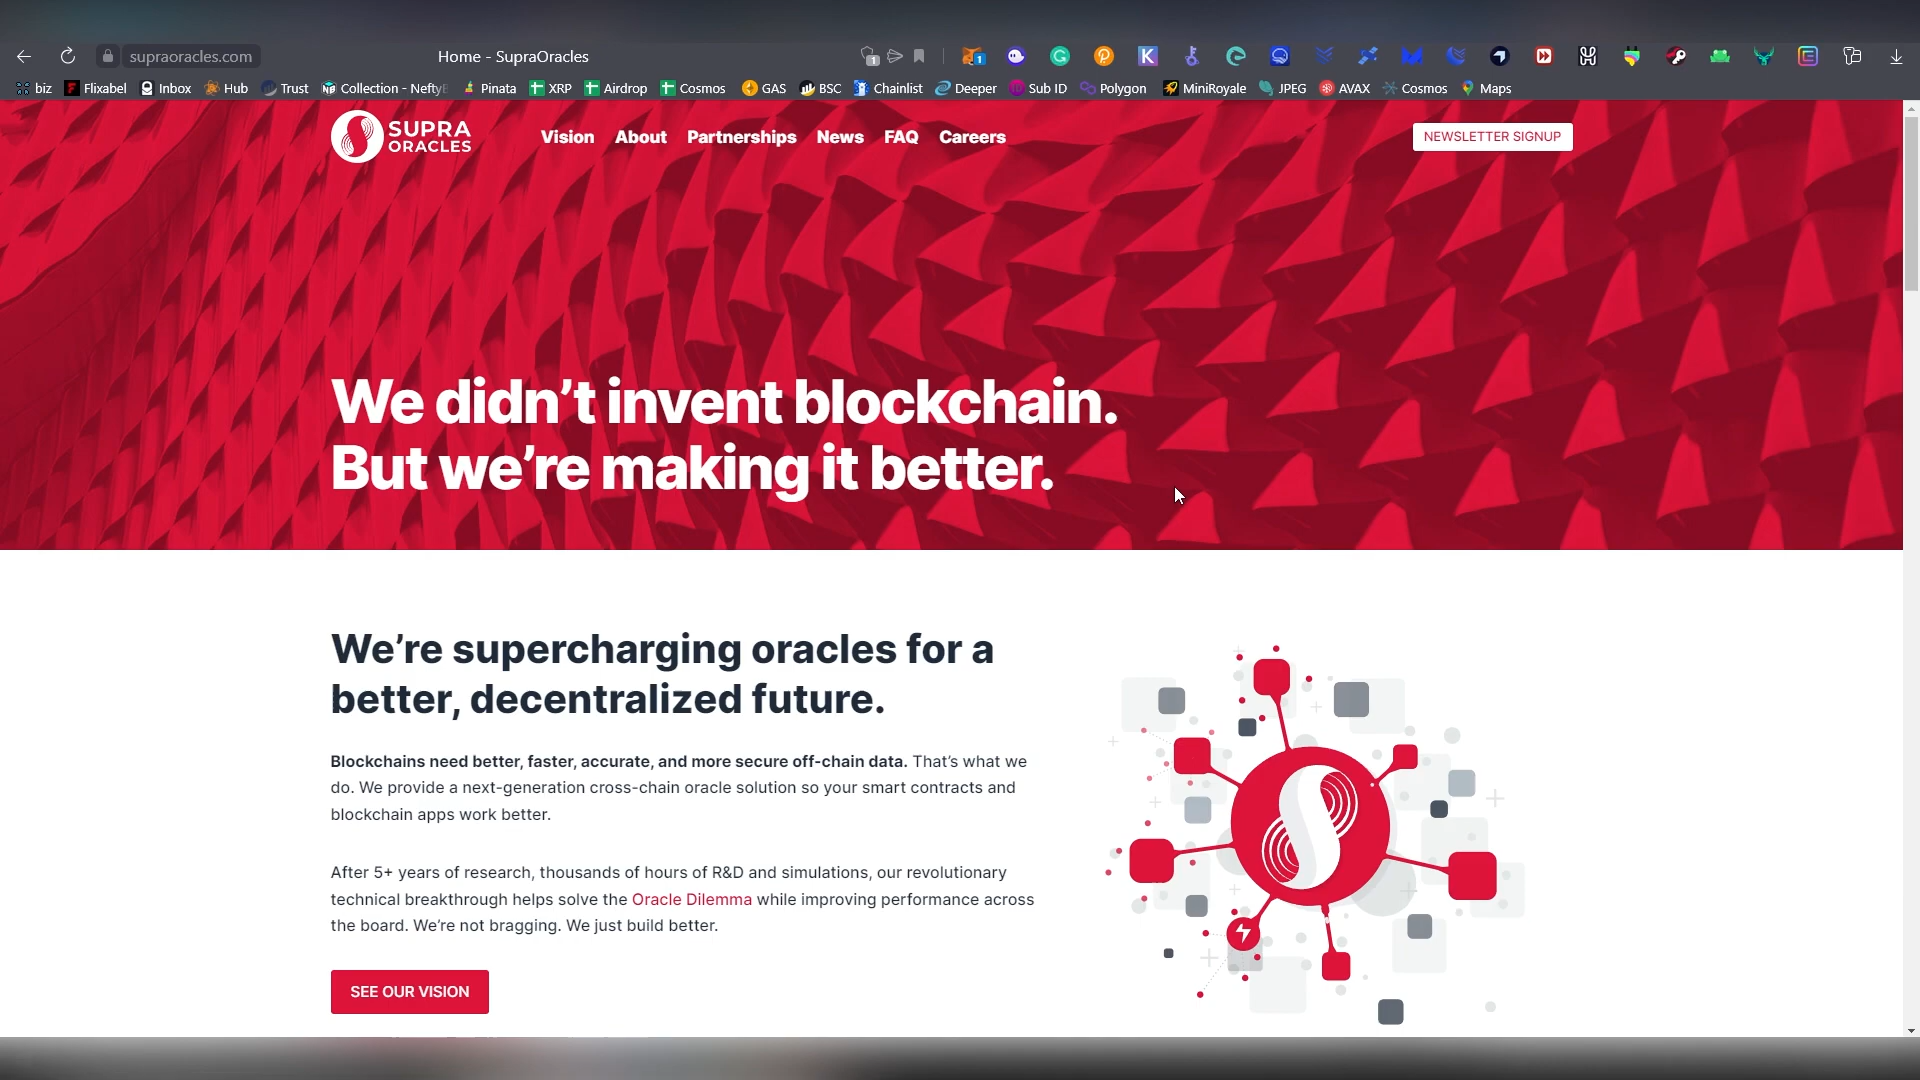 supraoracles.com
Home - SupraOracles
1
1
biz
Flixabel
Inbox
Hub
Trust
Collection - Nefty
Pinata
XRP
Airdrop
Cosmos
GAS
BSC
Chainlist
Deeper
Sub ID
Polygon
MiniRoyale
JPEG
AVAX
Cosmos
Maps
SUPRA
ORACLES
Vision
About
Partnerships
News
FAQ
Careers
NEWSLETTER SIGNUP
We didn’t invent blockchain.
But we’re making it better.
We’re supercharging oracles for a
better, decentralized future.
Blockchains need better, faster, accurate, and more secure off-chain data. That’s what we
do. We provide a next-generation cross-chain oracle solution so your smart contracts and
blockchain apps work better.
After 5+ years of research, thousands of hours of R&D and simulations, our revolutionary
technical breakthrough helps solve the Oracle Dilemma while improving performance across
the board. We’re not bragging. We just build better.
SEE OUR VISION